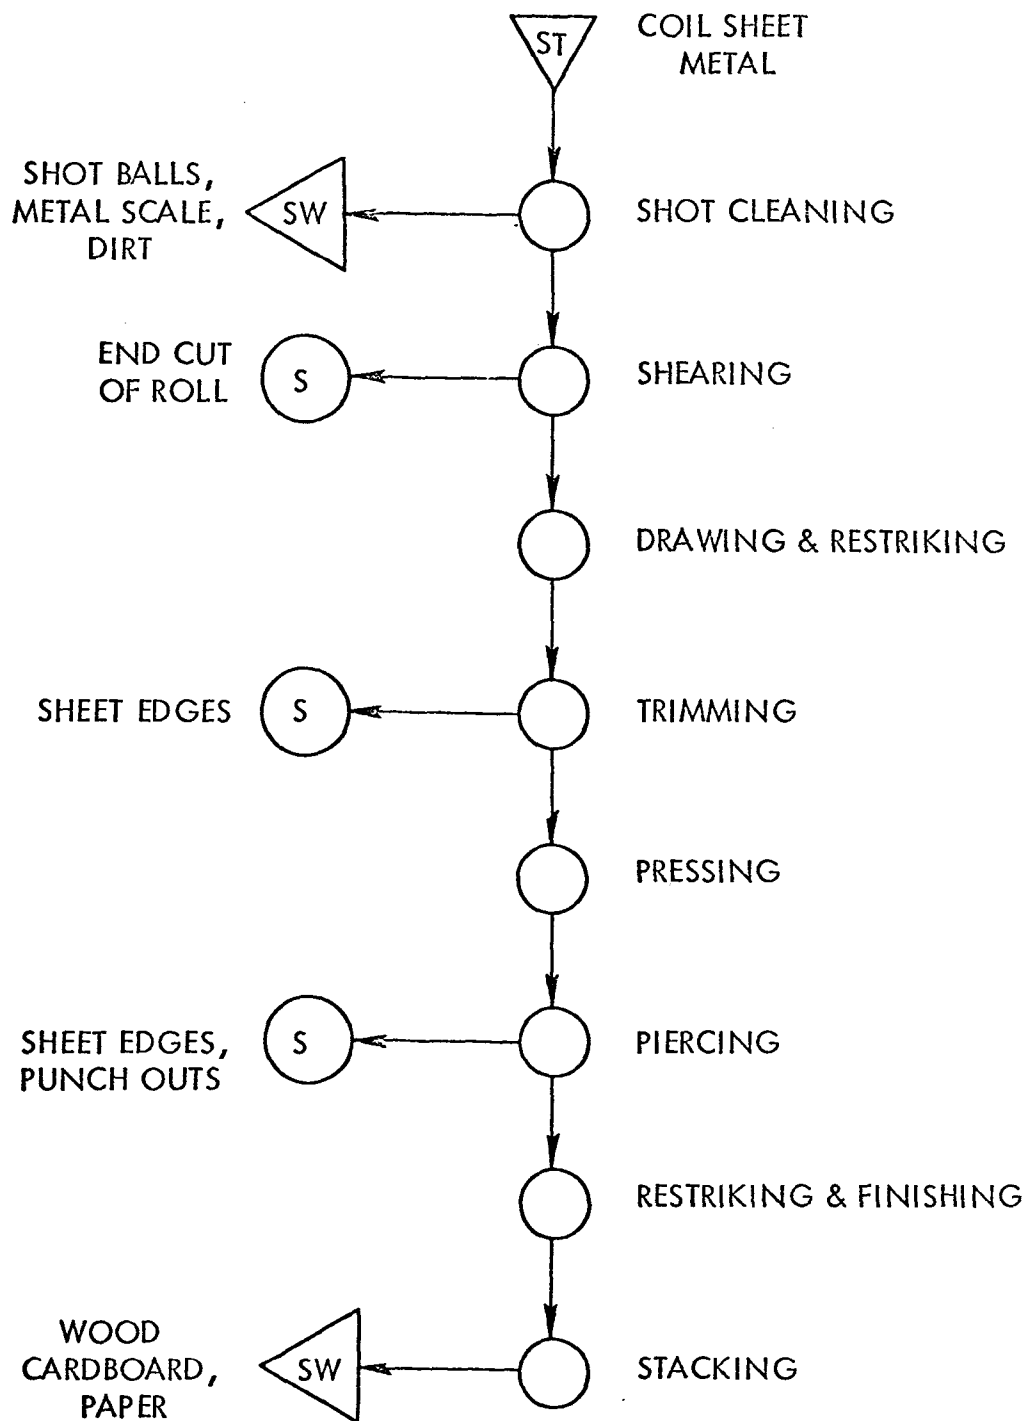 ST
COIL SHEET
METAL
SHOT BALLS,
METAL SCALE,
DIRT
SW
SHOT CLEANING
END CUT
OF ROLL
S
SHEARING
DRAWING & RESTRIKING
SHEET EDGES
S
TRIMMING
PRESSING
SHEET EDGES,
PUNCH OUTS
S
PIERCING
RESTRIKING & FINISHING
WOOD
CARDBOARD,
PAPER
SW
STACKING